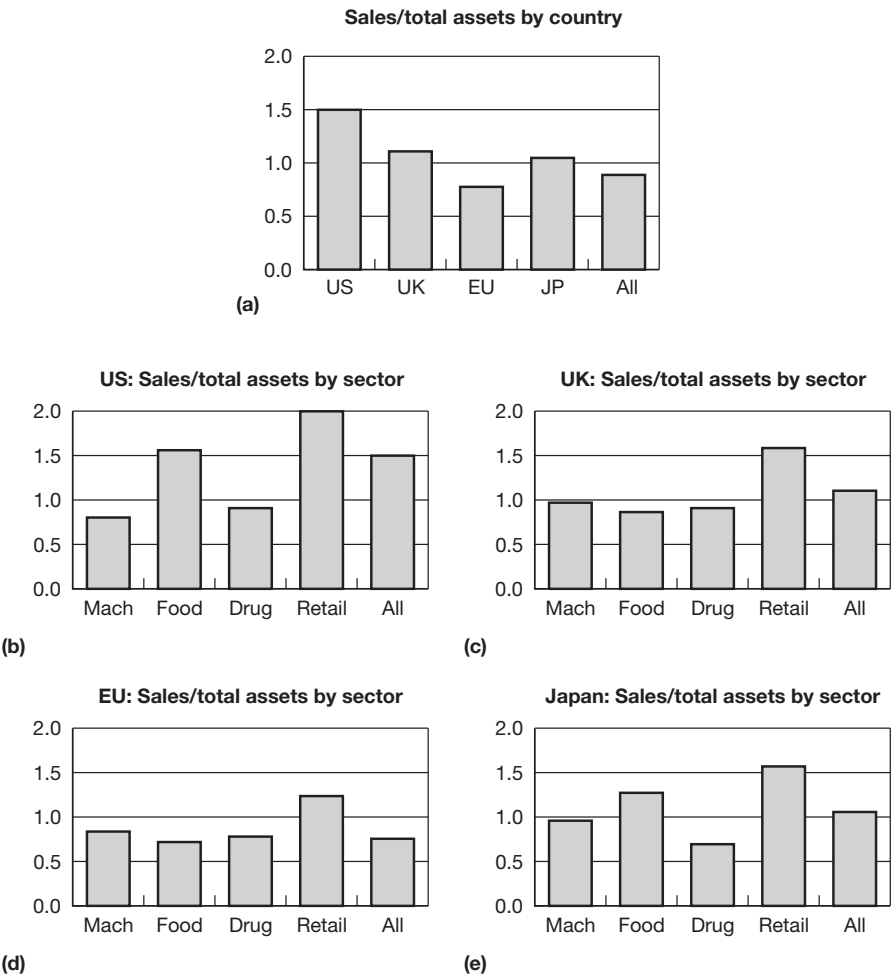 Sales/total assets by country
2.0
1.5
1.0
0.5
0.0
US UK EU JP All
(a)
US: Sales/total assets by sector
2.0
1.5
1.0
0.5
0.0
Mach Food Drug Retail All
(b)
UK: Sales/total assets by sector
2.0
1.5
1.0
0.5
0.0
Mach Food Drug Retail All
(c)
EU: Sales/total assets by sector
2.0
1.5
1.0
0.5
0.0
Mach Food Drug Retail All
(d)
Japan: Sales/total assets by sector
2.0
1.5
1.0
0.5
0.0
Mach Food Drug Retail All
(e)